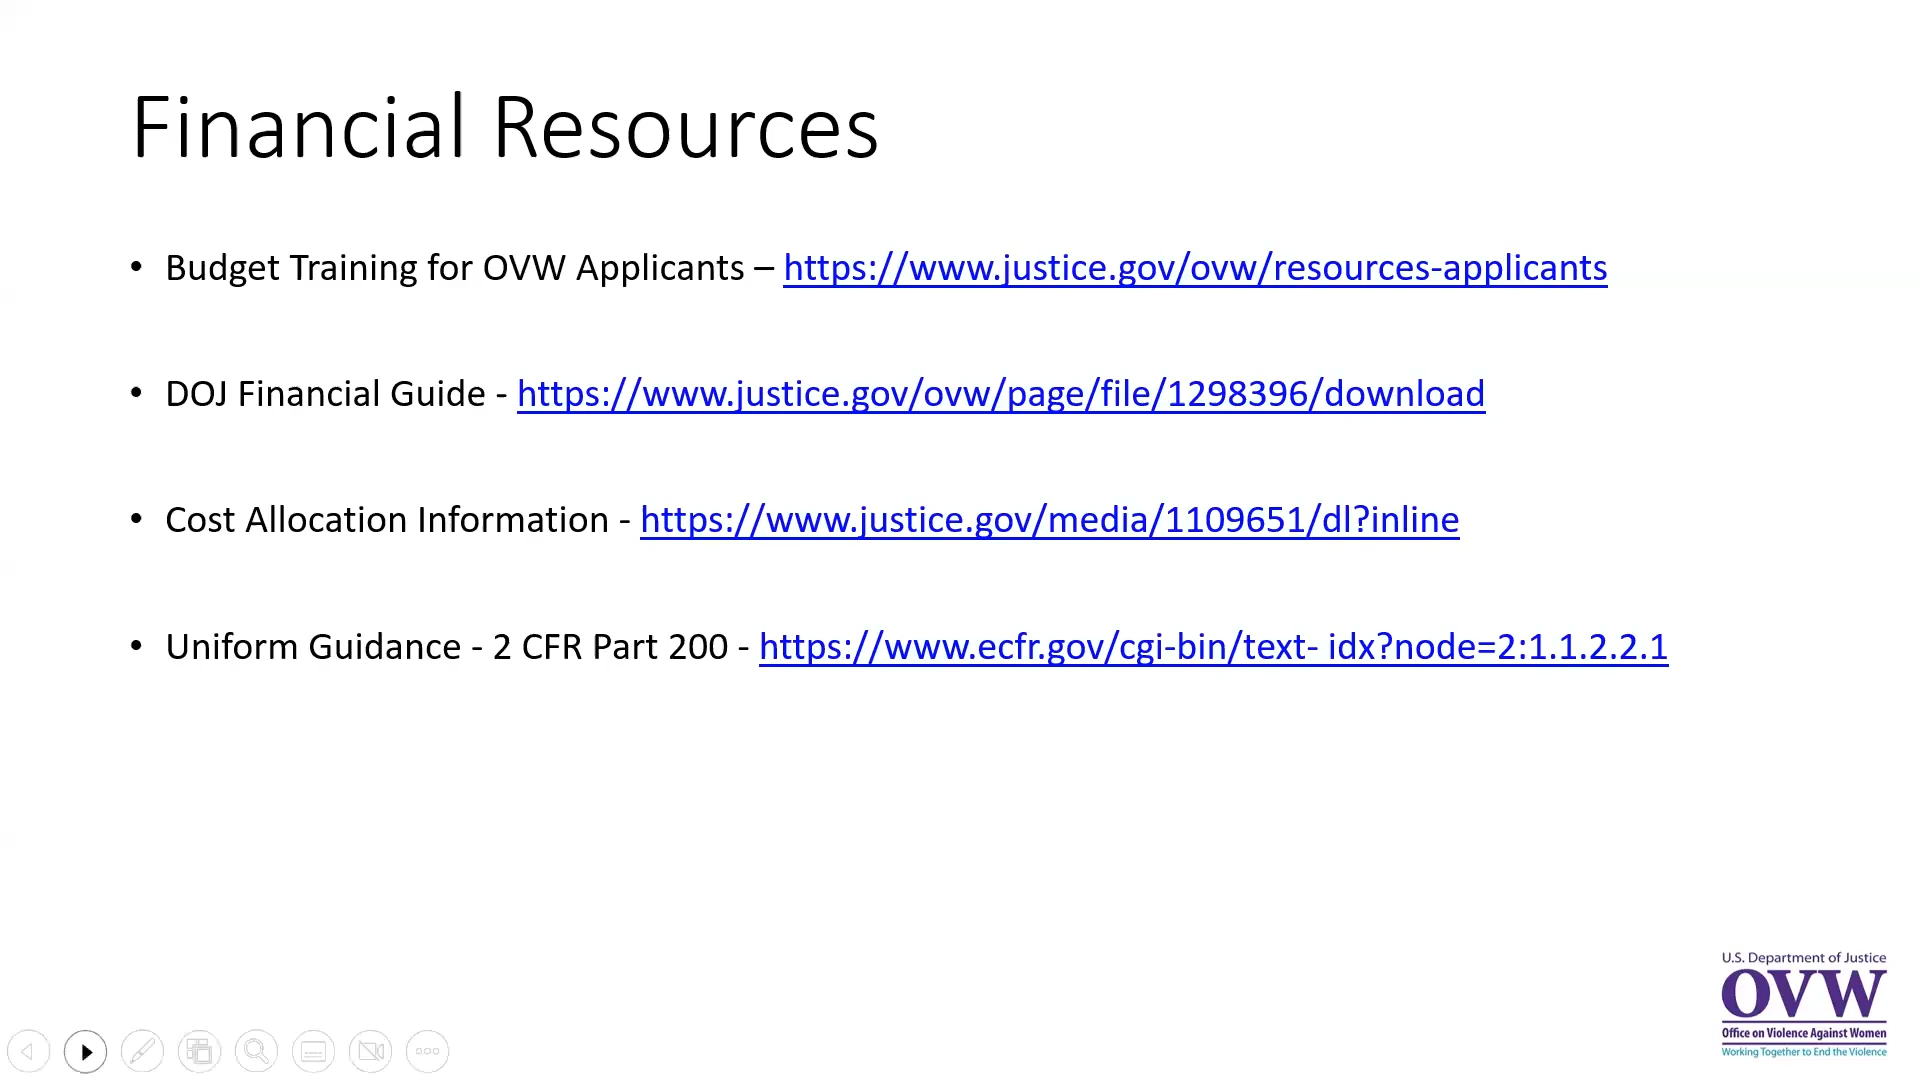 Financial Resources
• Budget Training for OVW Applicants – https://www.justice.gov/ovw/resources-applicants
• DOJ Financial Guide - https://www.justice.gov/ovw/page/file/1298396/download
• Cost Allocation Information - https://www.justice.gov/media/1109651/dl?inline
• Uniform Guidance - 2 CFR Part 200 - https://www.ecfr.gov/cgi-bin/text- idx?node=2:1.1.2.2.1
U.S. Department of Justice
OVW
Office on Violence Against Women
Working Together to End the Violence